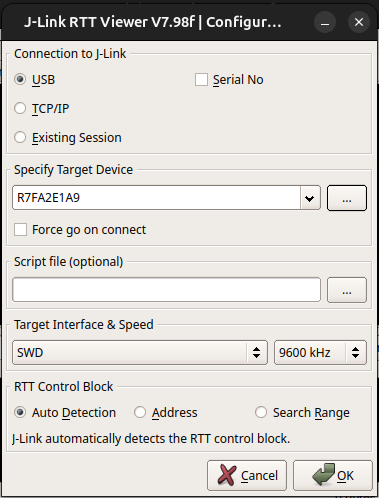 J-Link RTT Viewer V7.98f | Configur...
Connection to J-Link
USB
Serial No
TCP/IP
Existing Session
Specify Target Device
R7FA2E1A9
...
Force go on connect
Script file (optional)
...
Target Interface & Speed
SWD
9600 kHz
RTT Control Block
Auto Detection
Address
Search Range
J-Link automatically detects the RTT control block.
Cancel
OK